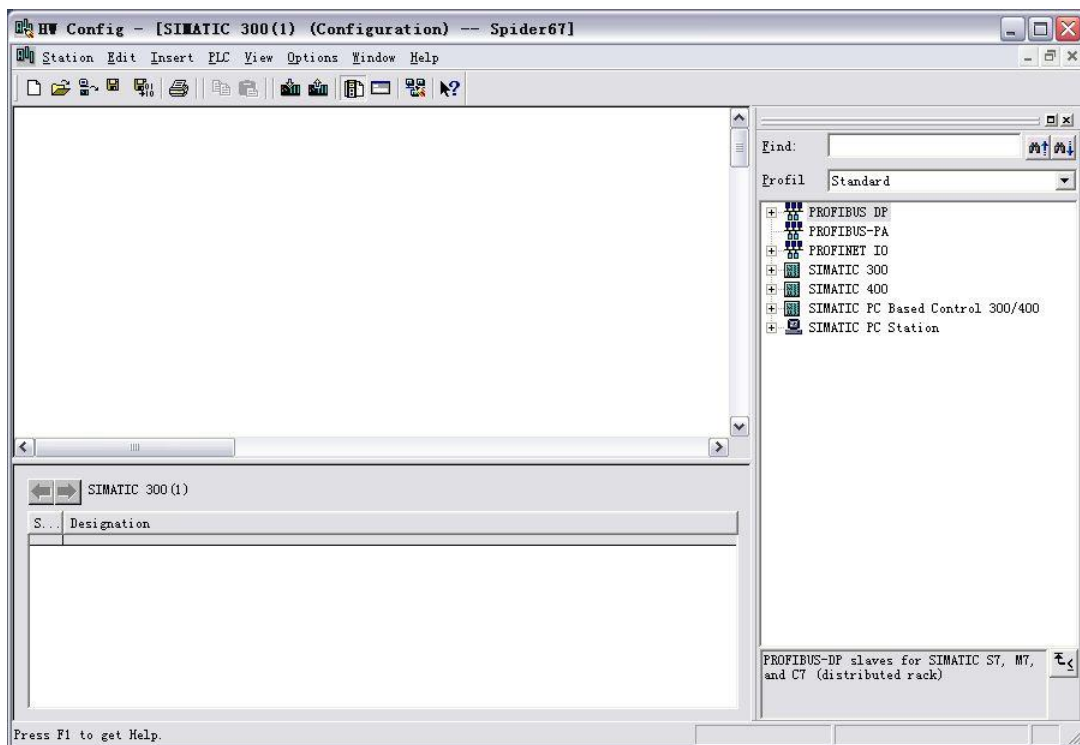 HW Config - [SIMATIC 300(1) (Configuration) -- Spider67]
Station Edit Insert PLC View Options Window Help
Find:
Profil Standard
PROFIBUS DP
PROFIBUS-PA
PROFINET IO
SIMATIC 300
SIMATIC 400
SIMATIC PC Based Control 300/400
SIMATIC PC Station
SIMATIC 300(1)
S... Designation
PROFIBUS-DP slaves for SIMATIC S7, M7,
and C7 (distributed rack)
Press F1 to get Help.